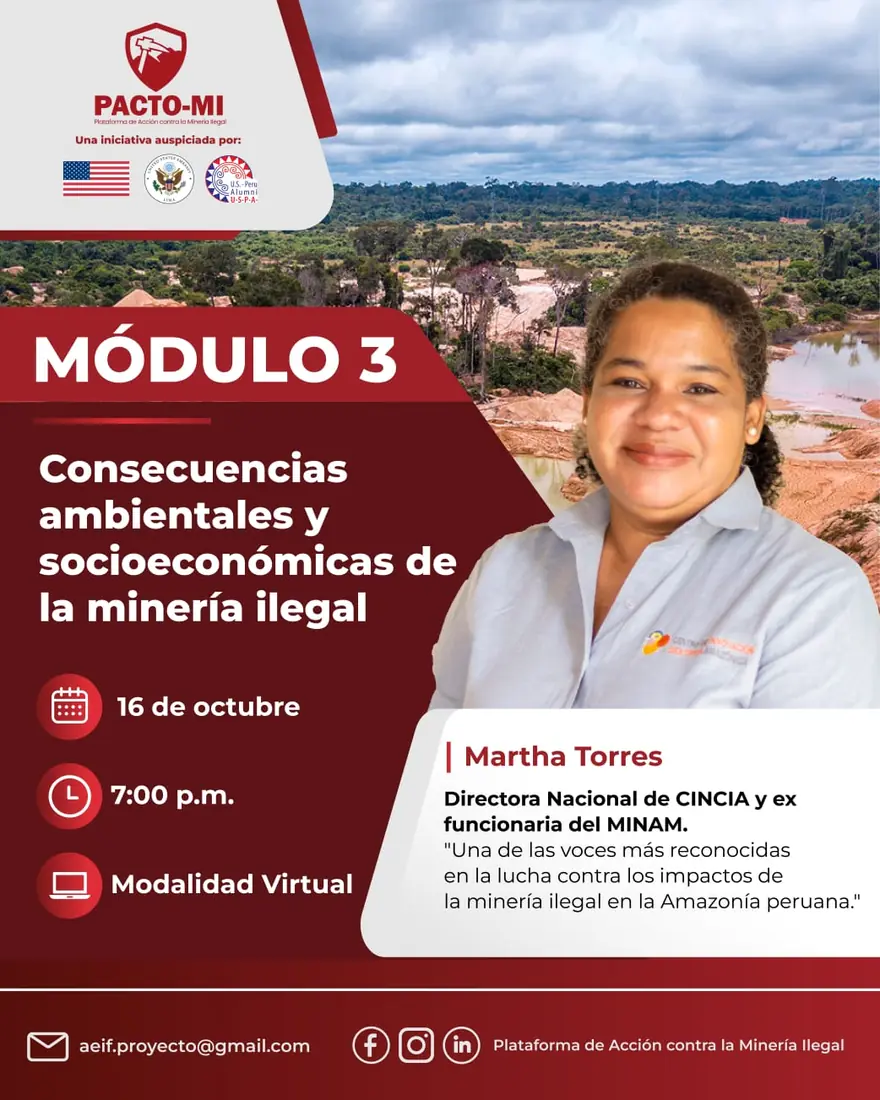 PACTO-MI
Plataforma de Acción contra la Minería Ilegal
Una iniciativa auspiciada por:
U.S.-Peru
Alumni
U-S-P-A-
MÓDULO 3
Consecuencias
ambientales y
socioeconómicas de
la minería ilegal
16 de octubre
7:00 p.m.
Modalidad Virtual
Martha Torres
Directora Nacional de CINCIA y ex
funcionaria del MINAM.
"Una de las voces más reconocidas
en la lucha contra los impactos de
la minería ilegal en la Amazonía peruana."
aeif.proyecto@gmail.com
Plataforma de Acción contra la Minería Ilegal